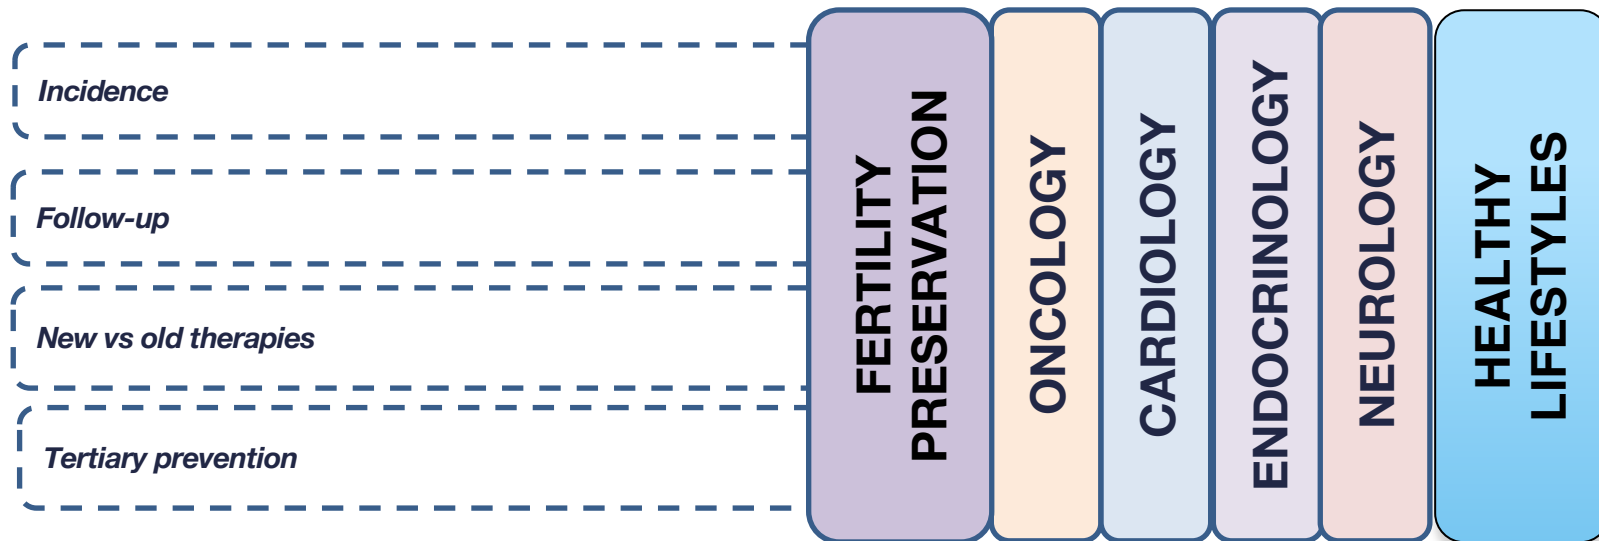 Incidence
Follow-up
New vs old therapies
Tertiary prevention
FERTILITY
PRESERVATION
ONCOLOGY
CARDIOLOGY
ENDOCRINOLOGY
NEUROLOGY
HEALTHY
LIFESTYLES